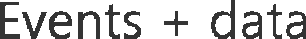 Events + data